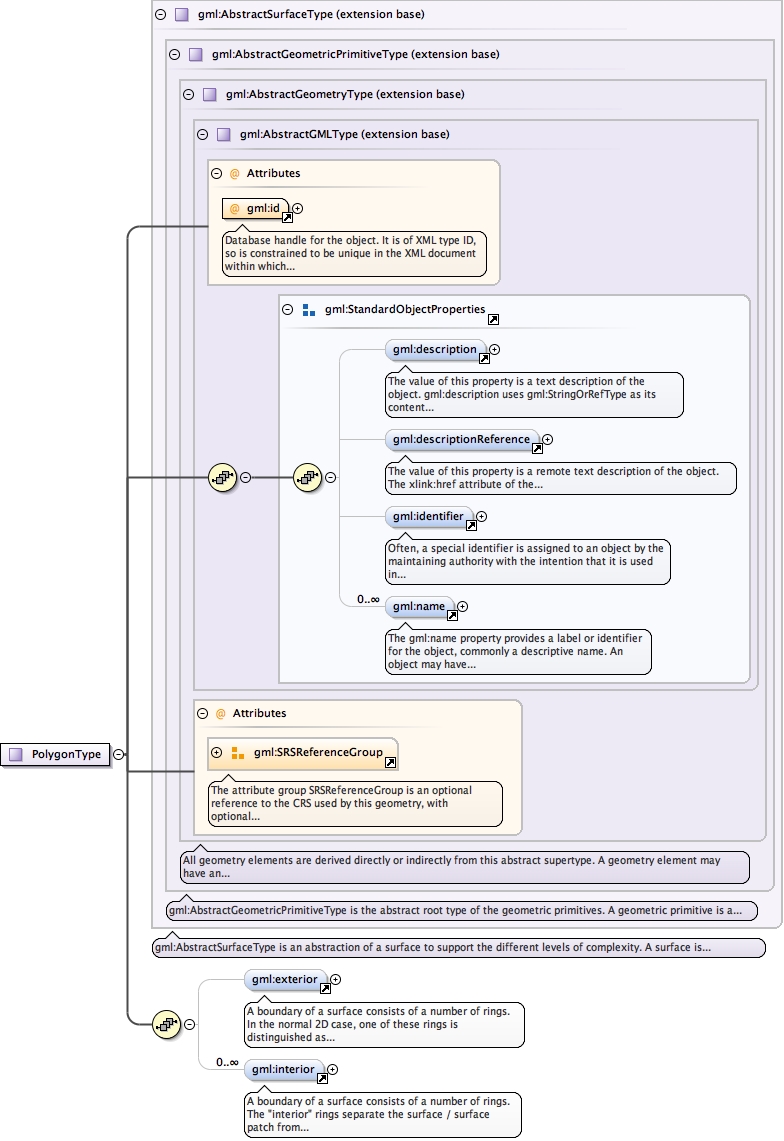 gml:AbstractSurfaceType (extension base)
gml:AbstractGeometricPrimitiveType (extension base)
gml:AbstractGeometryType (extension base)
gml:AbstractGMLType (extension base)
@ Attributes
@ gml:id
Database handle for the object. It is of XML type ID,
so is constrained to be unique in the XML document
within which...
gml:StandardObjectProperties
gml:description
The value of this property is a text description of the
object. gml:description uses gml:StringOrRefType as its
content...
gml:descriptionReference
The value of this property is a remote text description of the object.
The xlink:href attribute of the...
gml:identifier
Often, a special identifier is assigned to an object by the
maintaining authority with the intention that it is used
in...
0..∞
gml:name
The gml:name property provides a label or identifier
for the object, commonly a descriptive name. An
object may have...
@ Attributes
PolygonType
gml:SRSReferenceGroup
The attribute group SRSReferenceGroup is an optional
reference to the CRS used by this geometry, with
optional...
All geometry elements are derived directly or indirectly from this abstract supertype. A geometry element may
have an...
gml:AbstractGeometricPrimitiveType is the abstract root type of the geometric primitives. A geometric primitive is a...
gml:AbstractSurfaceType is an abstraction of a surface to support the different levels of complexity. A surface is...
gml:exterior
A boundary of a surface consists of a number of rings.
In the normal 2D case, one of these rings is
distinguished as...
0..∞
gml:interior
A boundary of a surface consists of a number of rings.
The "interior" rings separate the surface / surface
patch from...